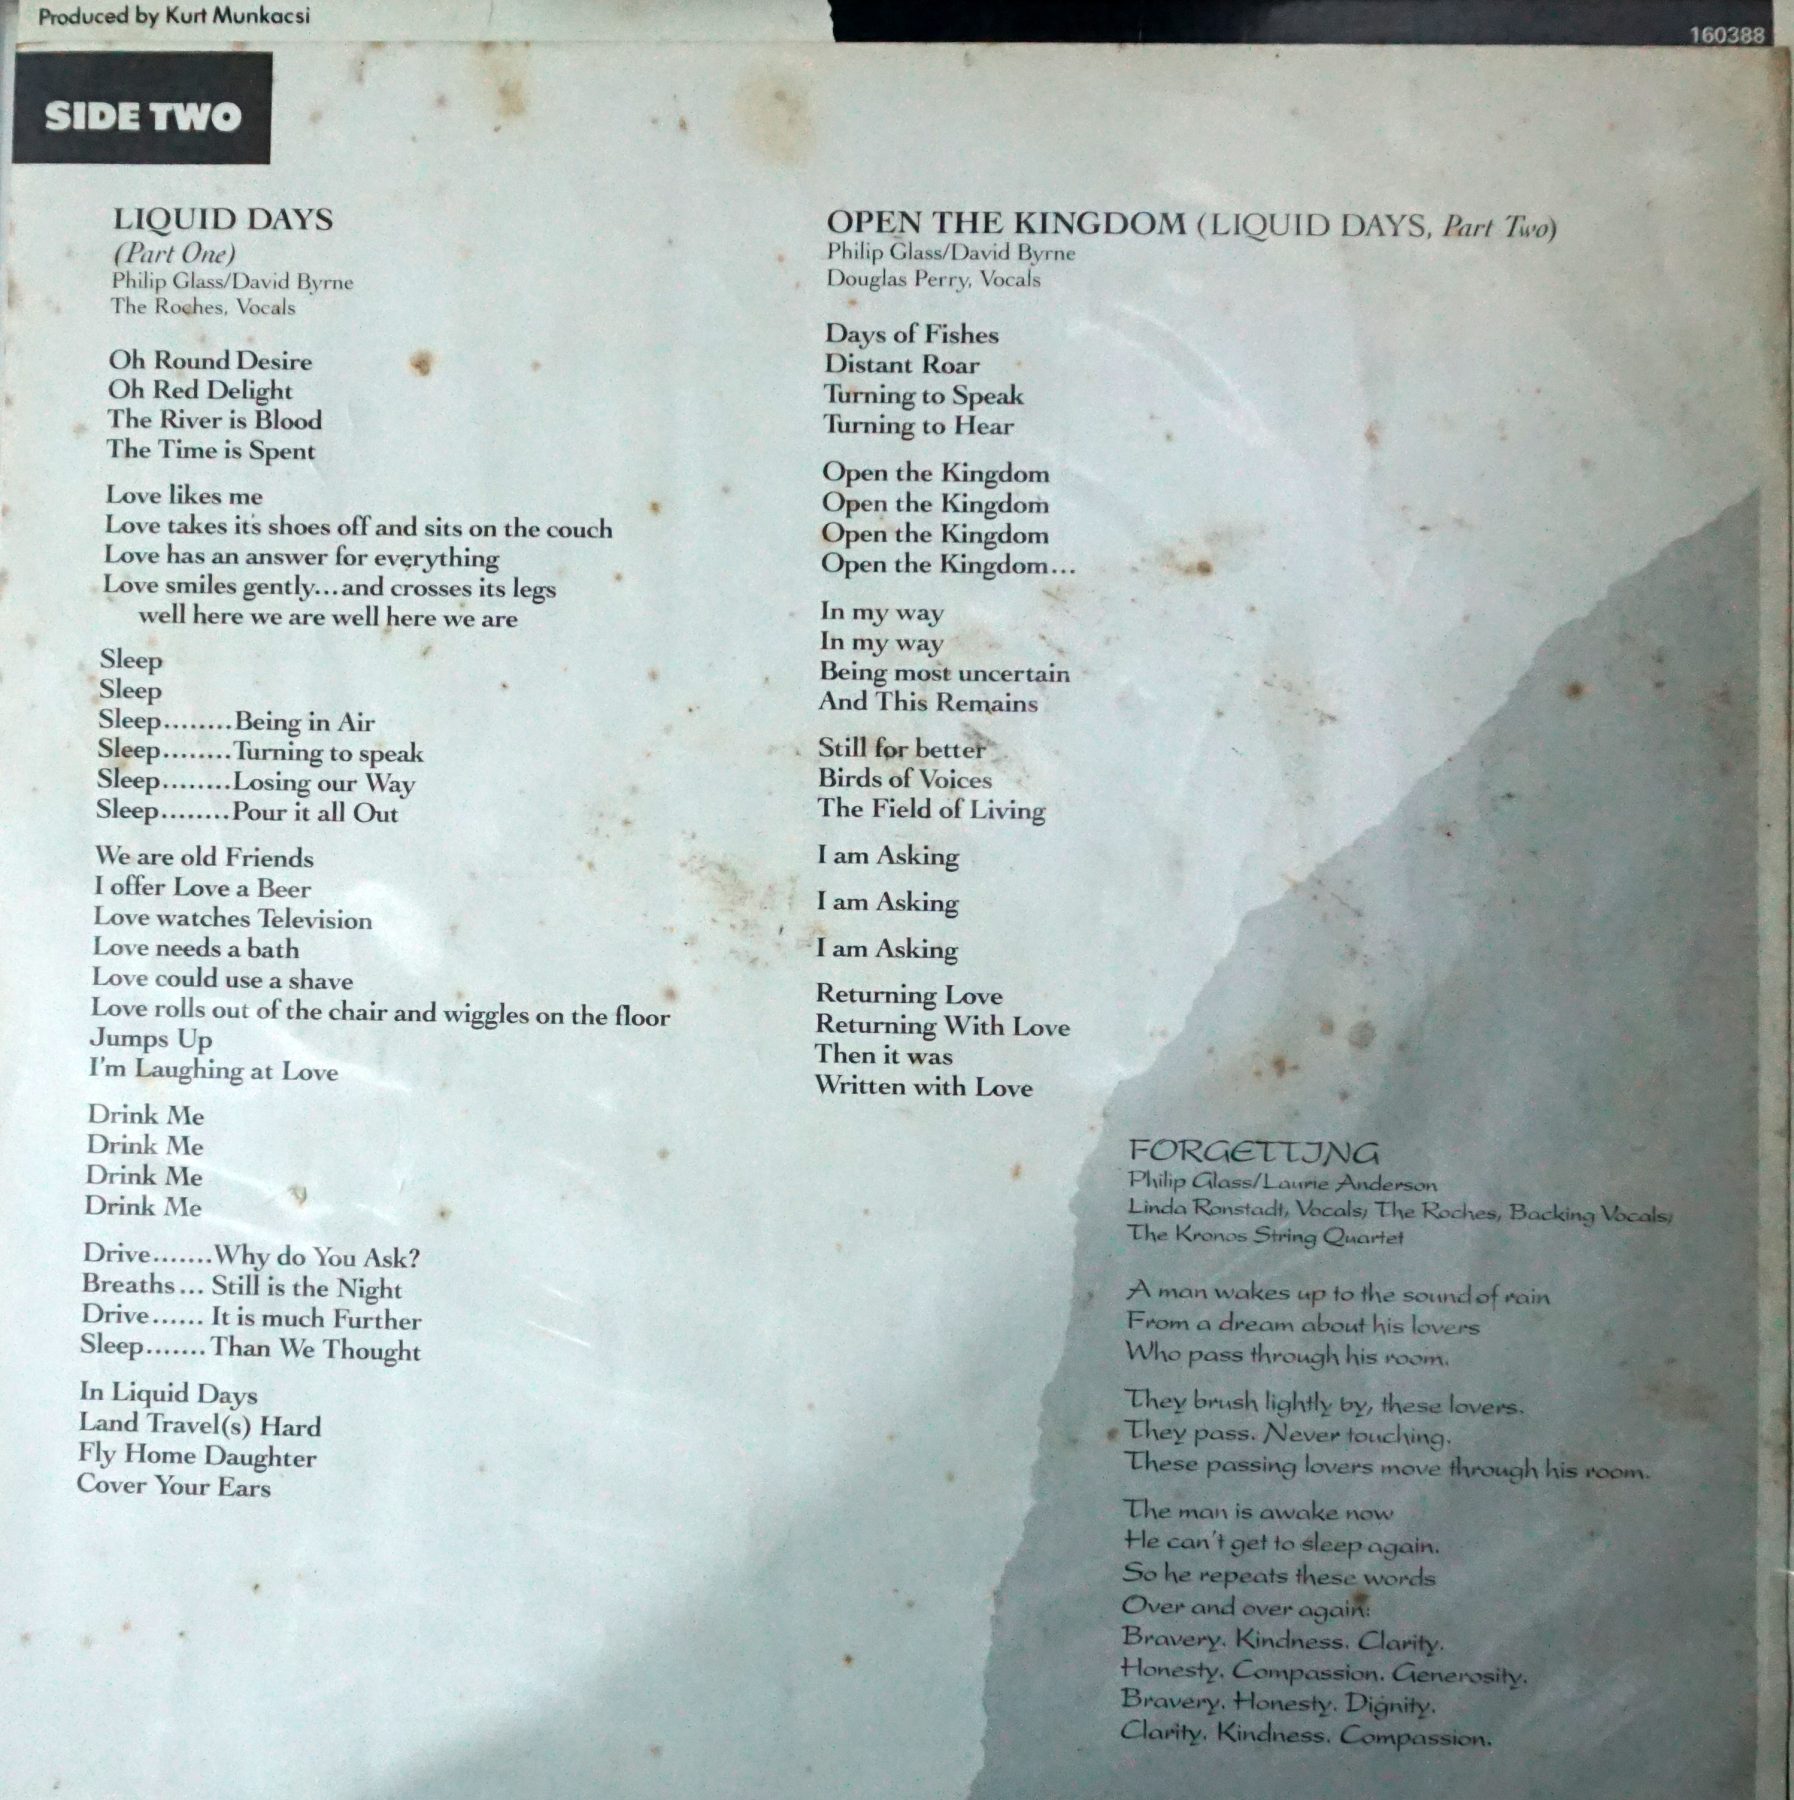 Produced by Kurt Munkacsi
160388
SIDE TWO
LIQUID DAYS
(Part One)
Philip Glass/David Byrne
The Roches, Vocals
Oh Round Desire
Oh Red Delight
The River is Blood
The Time is Spent
Love likes me
Love takes its shoes off and sits on the couch
Love has an answer for everything
Love smiles gently...and crosses its legs
well here we are well here we are
Sleep
Sleep
Sleep........Being in Air
Sleep........Turning to speak
Sleep........Losing our Way
Sleep........Pour it all Out
We are old Friends
I offer Love a Beer
Love watches Television
Love needs a bath
Love could use a shave
Love rolls out of the chair and wiggles on the floor
Jumps Up
I'm Laughing at Love
Drink Me
Drink Me
Drink Me
Drink Me
Drive.......Why do You Ask?
Breaths... Still is the Night
Drive...... It is much Further
Sleep....... Than We Thought
In Liquid Days
Land Travel(s) Hard
Fly Home Daughter
Cover Your Ears
OPEN THE KINGDOM (LIQUID DAYS, Part Two)
Philip Glass/David Byrne
Douglas Perry, Vocals
Days of Fishes
Distant Roar
Turning to Speak
Turning to Hear
Open the Kingdom
Open the Kingdom
Open the Kingdom
Open the Kingdom...
In my way
In my way
Being most uncertain
And This Remains
Still for better
Birds of Voices
The Field of Living
I am Asking
I am Asking
I am Asking
Returning Love
Returning With Love
Then it was
Written with Love
FORGETTING
Philip Glass/Laurie Anderson
Linda Ronstadt, Vocals; The Roches, Backing Vocals;
The Kronos String Quartet
A man wakes up to the sound of rain
From a dream about his lovers
Who pass through his room.
They brush lightly by, these lovers.
They pass. Never touching.
These passing lovers move through his room.
The man is awake now
He can't get to sleep again.
So he repeats these words
Over and over again:
Bravery. Kindness. Clarity.
Honesty. Compassion. Generosity.
Bravery. Honesty. Dignity.
Clarity. Kindness. Compassion.